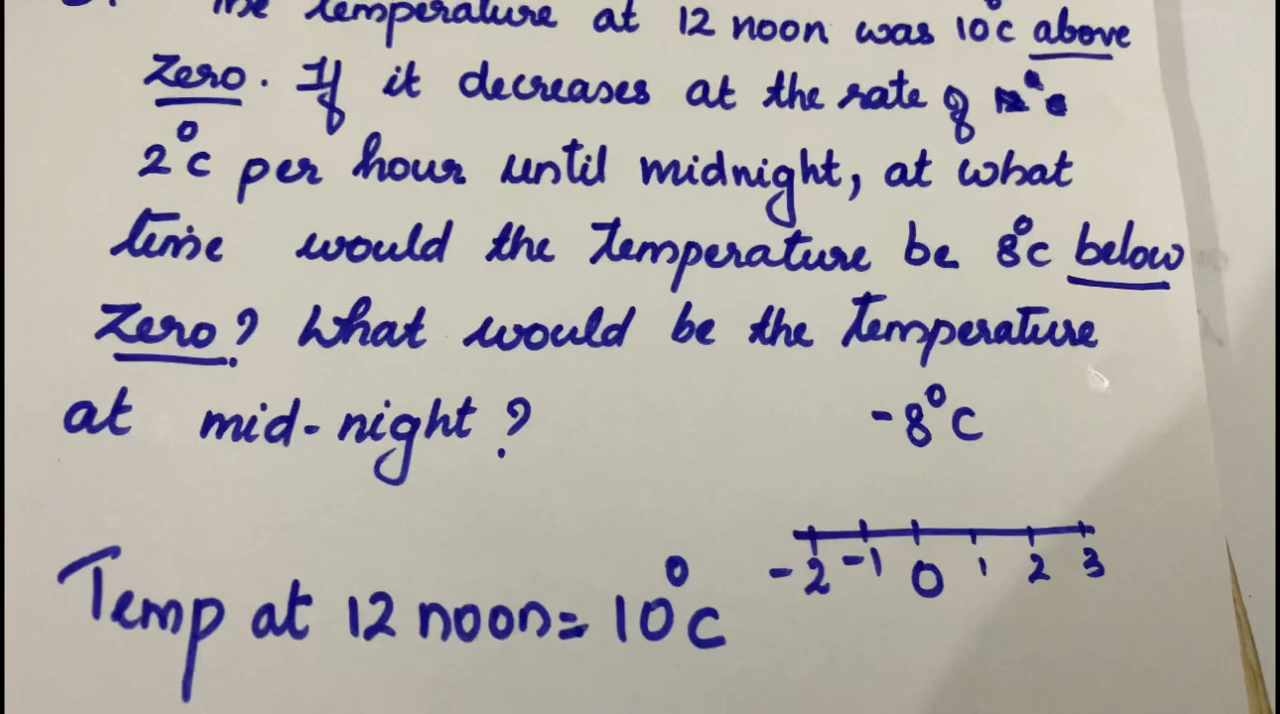 The temperature at 12 noon was 10°c above
Zero. If it decreases at the rate of
2°c per hour until midnight, at what
time would the temperature be 8°c below
Zero? What would be the temperature
at mid-night?
-8°c
-2 -1 0 1 2 3
Temp at 12 noon = 10°c